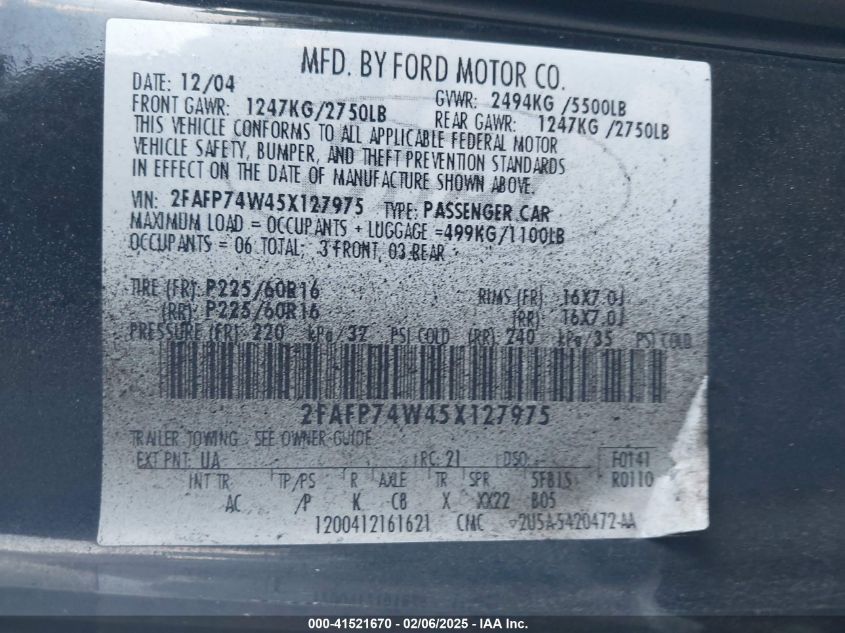 MFD. BY FORD MOTOR CO.
DATE: 12/04 GVWR: 2494KG /5500LB
FRONT GAWR: 1247KG/2750LB REAR GAWR: 1247KG /2750LB
THIS VEHICLE CONFORMS TO ALL APPLICABLE FEDERAL MOTOR
VEHICLE SAFETY, BUMPER, AND THEFT PREVENTION STANDARDS
IN EFFECT ON THE DATE OF MANUFACTURE SHOWN ABOVE.
VIN: 2FAFP74W45X127975 TYPE: PASSENGER CAR
MAXIMUM LOAD = OCCUPANTS + LUGGAGE =499KG/1100LB
OCCUPANTS = 06 TOTAL; 3 FRONT, 03 REAR
TIRE (FR) P225/60R16 RIMS (FR) 16X7.0J
(RR) P225/60R16 (RR) 16X7.0J
PRESSURE (FR) 220 kPa/32 PSI COLD (RR) 240 kPa/35 PSI COLD
2FAFP74W45X127975
TRAILER TOWING - SEE OWNER GUIDE
EXT PNT: UA RC: 21 DSO: F0141
INT TR TP/PS R AXLE TR SPR R0110
AC /P K C8 X XX22 B05
1200412161621 CMC 2U5A-5420472-AA
000-41521670 - 02/06/2025 - IAA Inc.